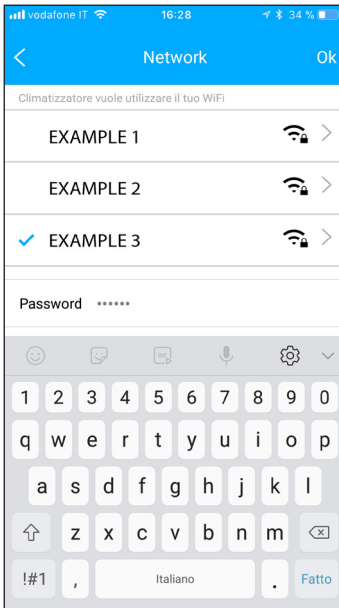 vodafone IT 16:28 34 %
Network Ok
Climatizzatore vuole utilizzare il tuo WiFi
EXAMPLE 1
EXAMPLE 2
EXAMPLE 3
Password ••••••
1 2 3 4 5 6 7 8 9 0
q w e r t y u i o p
a s d f g h j k l
z x c v b n m
!#1 , Italiano . Fatto